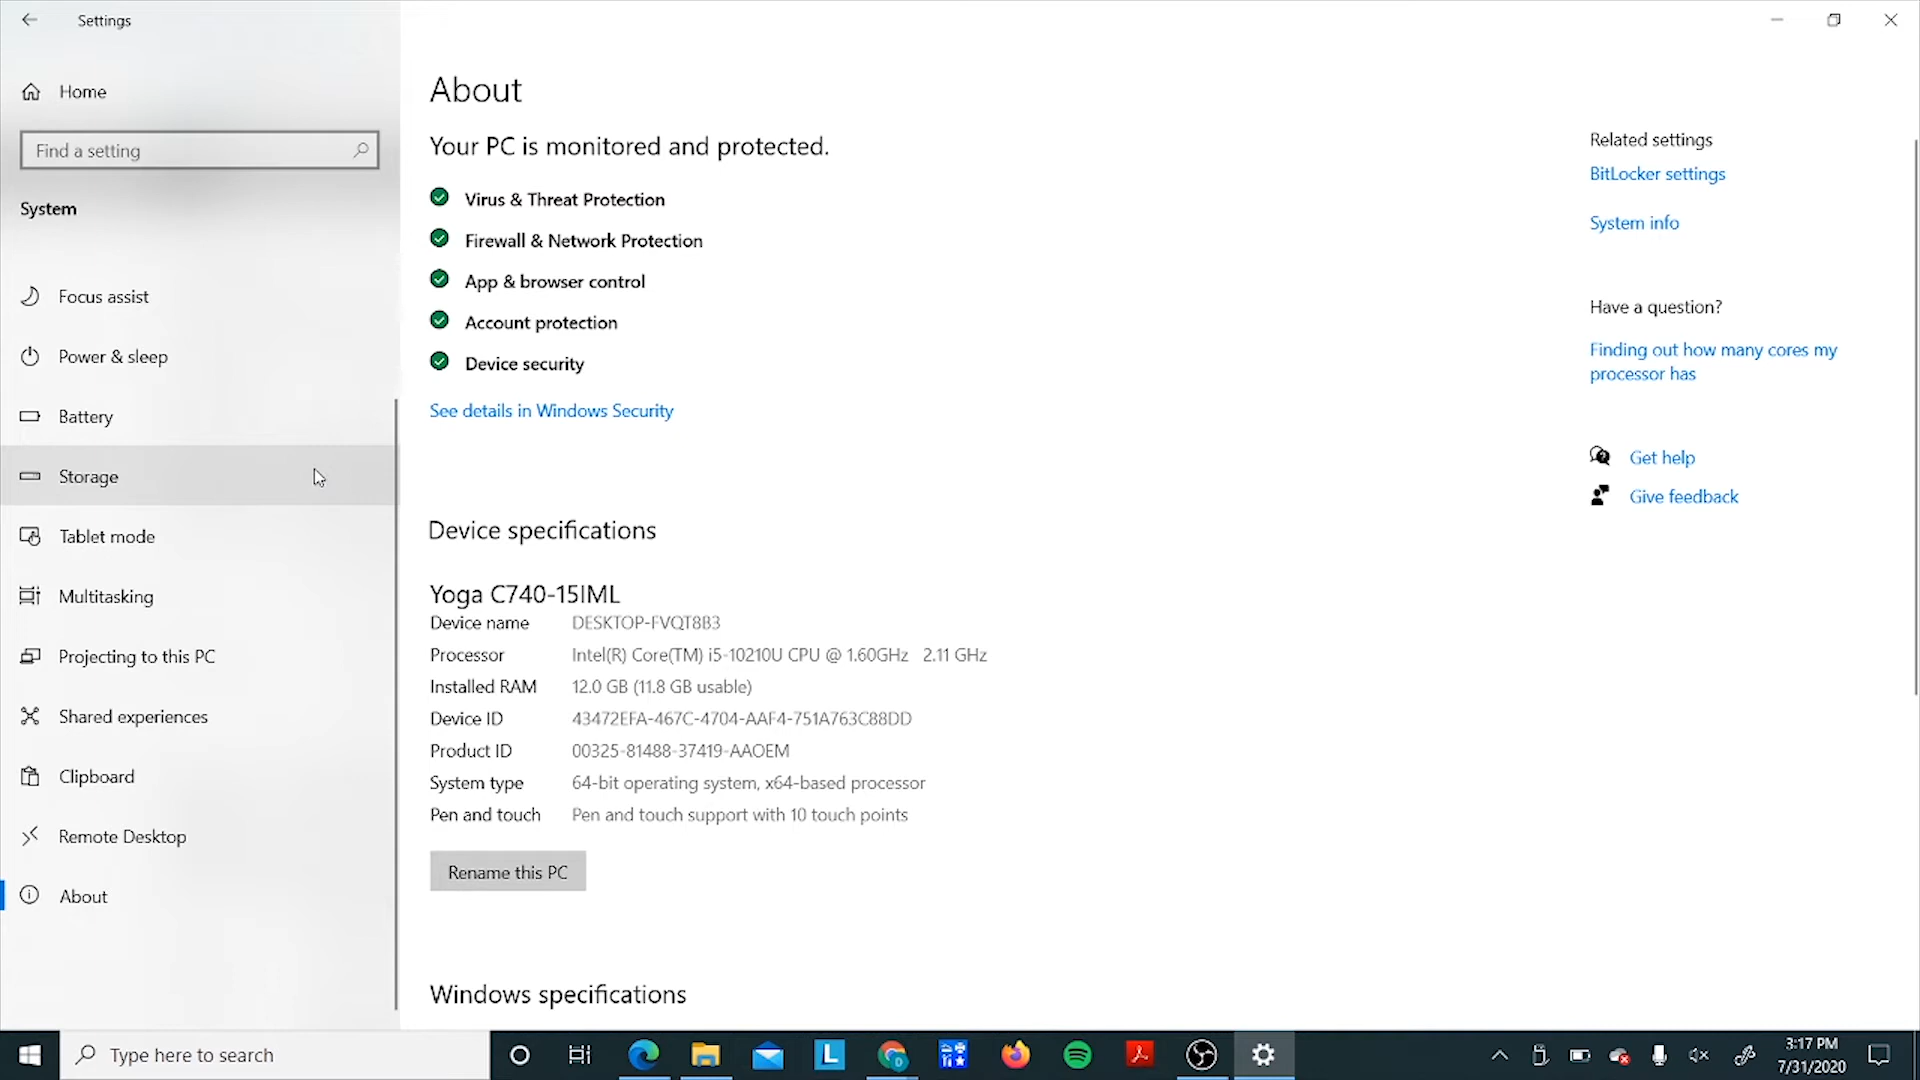 Settings
Home
Find a setting
System
Focus assist
Power & sleep
Battery
Storage
Tablet mode
Multitasking
Projecting to this PC
Shared experiences
Clipboard
Remote Desktop
About
About
Your PC is monitored and protected.
Virus & Threat Protection
Firewall & Network Protection
App & browser control
Account protection
Device security
See details in Windows Security
Device specifications
Yoga C740-15IML
Device name DESKTOP-FVQT8B3
Processor Intel(R) Core(TM) i5-10210U CPU @ 1.60GHz 2.11 GHz
Installed RAM 12.0 GB (11.8 GB usable)
Device ID 43472EFA-467C-4704-AAF4-751A763C88DD
Product ID 00325-81488-37419-AAOEM
System type 64-bit operating system, x64-based processor
Pen and touch Pen and touch support with 10 touch points
Rename this PC
Windows specifications
Related settings
BitLocker settings
System info
Have a question?
Finding out how many cores my
processor has
Get help
Give feedback
Type here to search
L
D
3:17 PM
7/31/2020